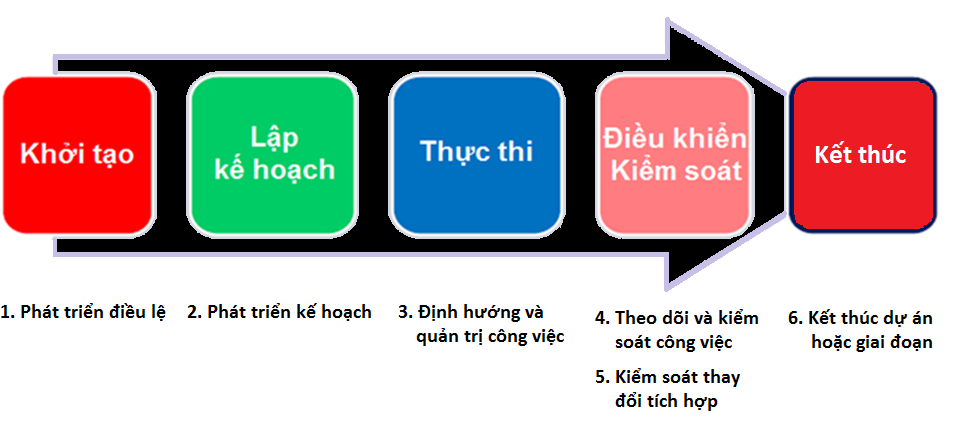 Khởi tạo
Lập
kế hoạch
Thực thi
Điều khiển
Kiểm soát
Kết thúc
1. Phát triển điều lệ
2. Phát triển kế hoạch
3. Định hướng và
quản trị công việc
4. Theo dõi và kiểm
soát công việc
5. Kiểm soát thay
đổi tích hợp
6. Kết thúc dự án
hoặc giai đoạn